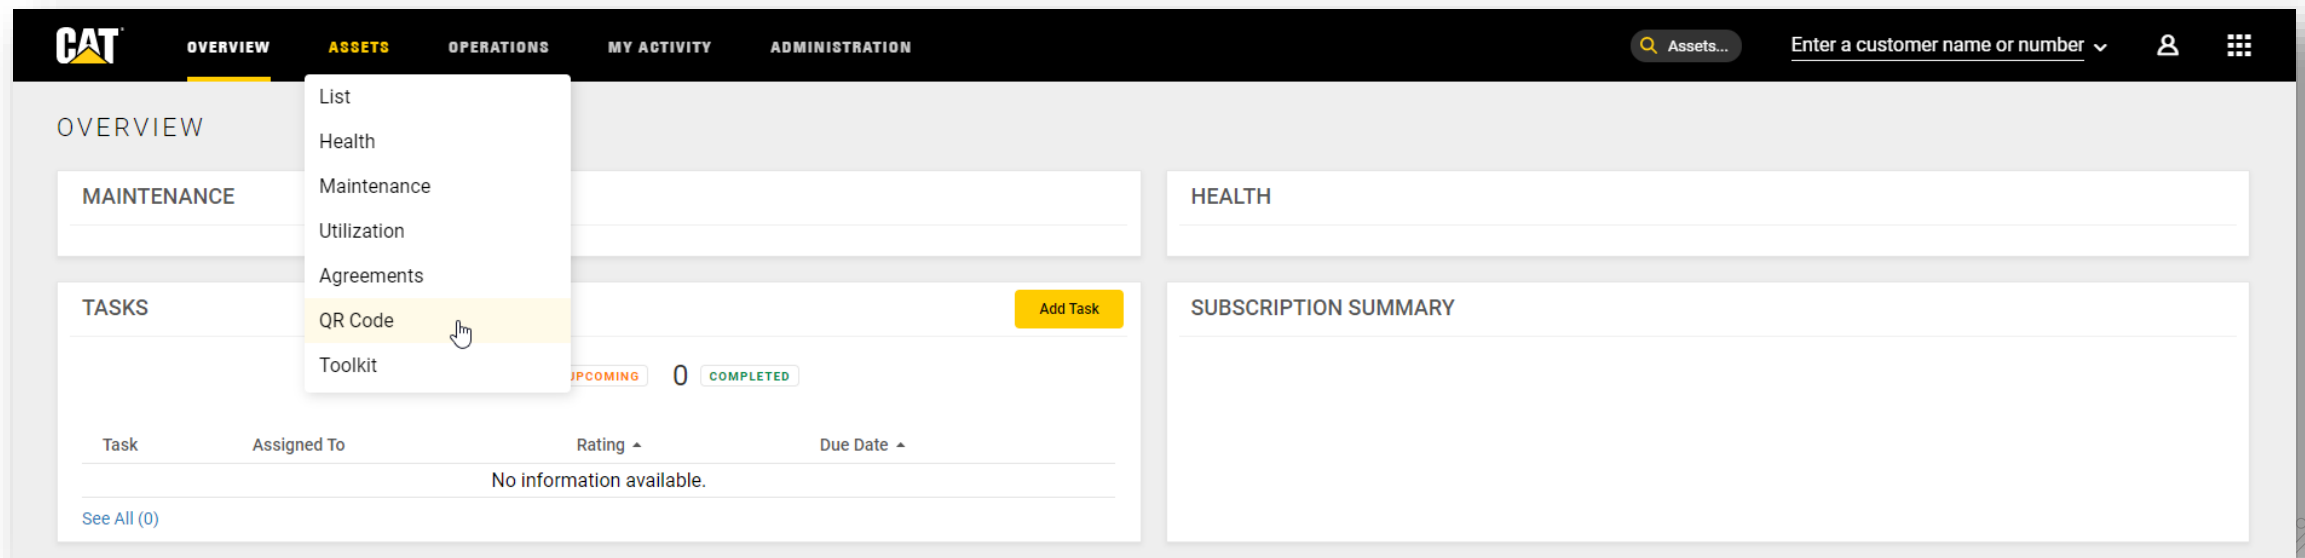 CAT OVERVIEW ASSETS OPERATIONS MY ACTIVITY ADMINISTRATION Assets... Enter a customer name or number
List
Health
Maintenance
Utilization
Agreements
QR Code
Toolkit
OVERVIEW
MAINTENANCE
HEALTH
TASKS
Add Task
SUBSCRIPTION SUMMARY
UPCOMING 0 COMPLETED
Task Assigned To Rating Due Date
No information available.
See All (0)